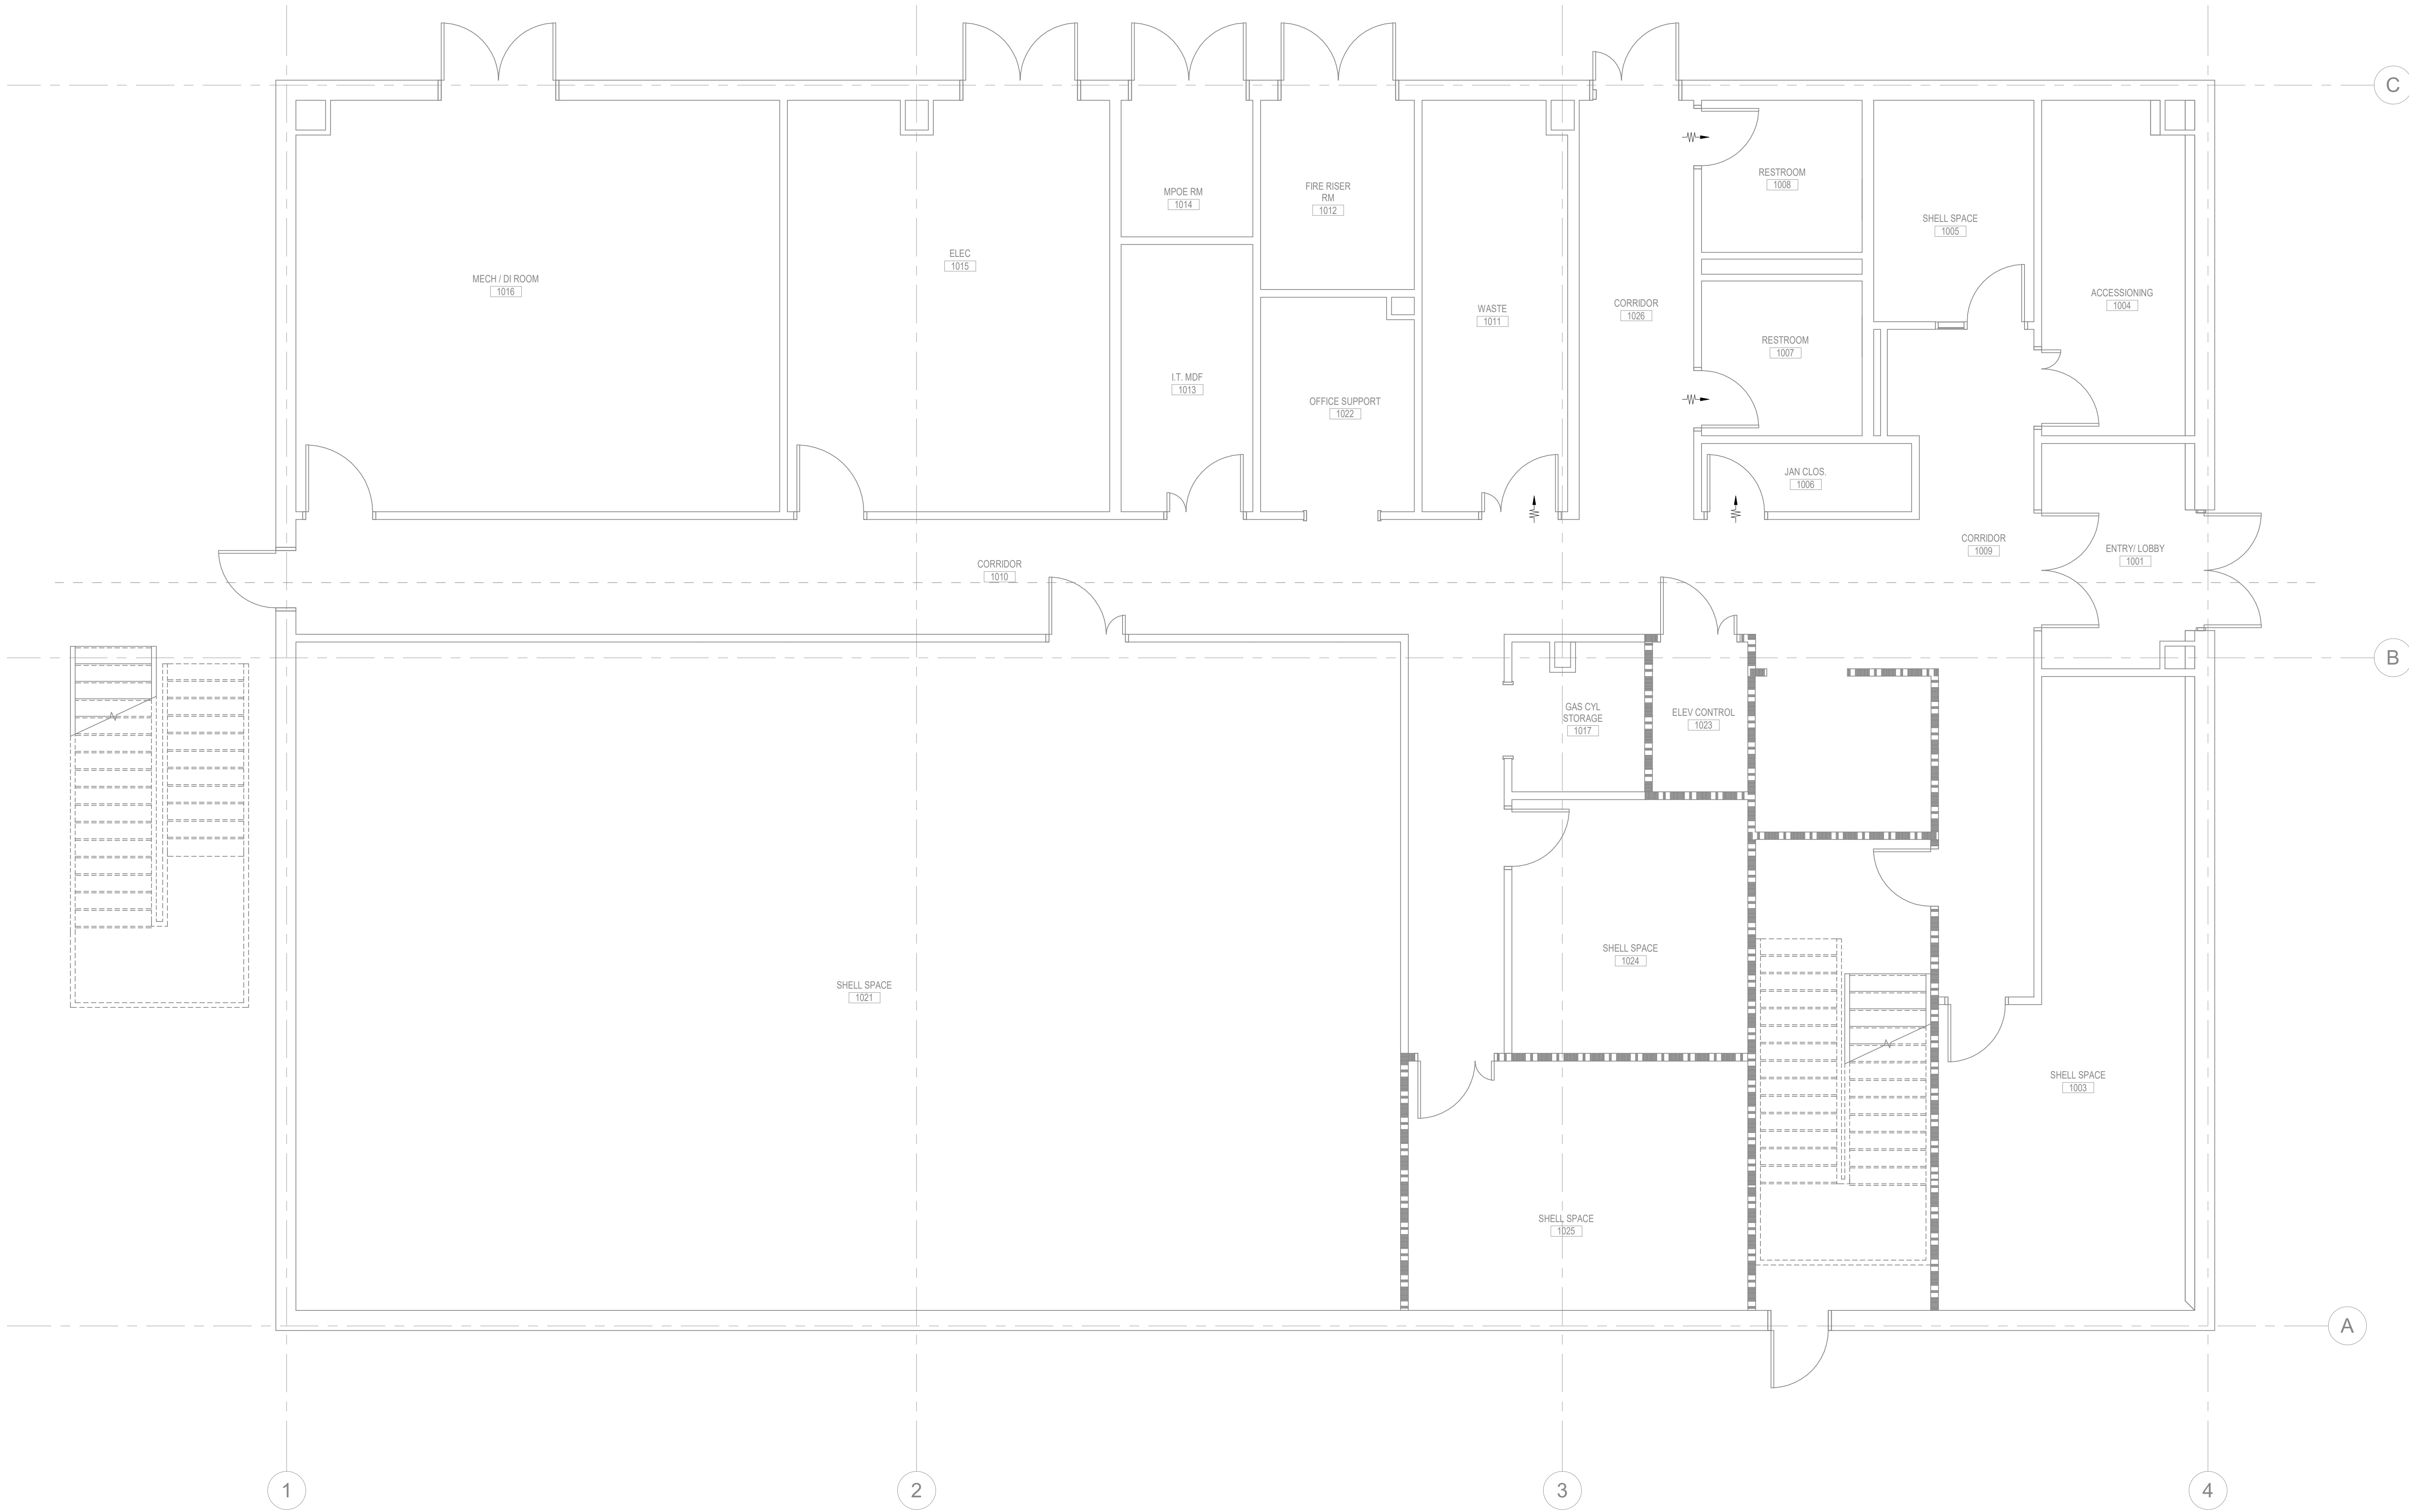 C
MPOE RM
1014
FIRE RISER
RM
1012
RESTROOM
1008
SHELL SPACE
1005
MECH / DI ROOM
1016
ELEC
1015
WASTE
1011
CORRIDOR
1026
ACCESSIONING
1004
RESTROOM
1007
I.T. MDF
1013
OFFICE SUPPORT
1022
JAN CLOS.
1006
CORRIDOR
1010
CORRIDOR
1009
ENTRY/ LOBBY
1001
B
GAS CYL
STORAGE
1017
ELEV CONTROL
1023
SHELL SPACE
1021
SHELL SPACE
1024
SHELL SPACE
1003
SHELL SPACE
1025
A
1
2
3
4